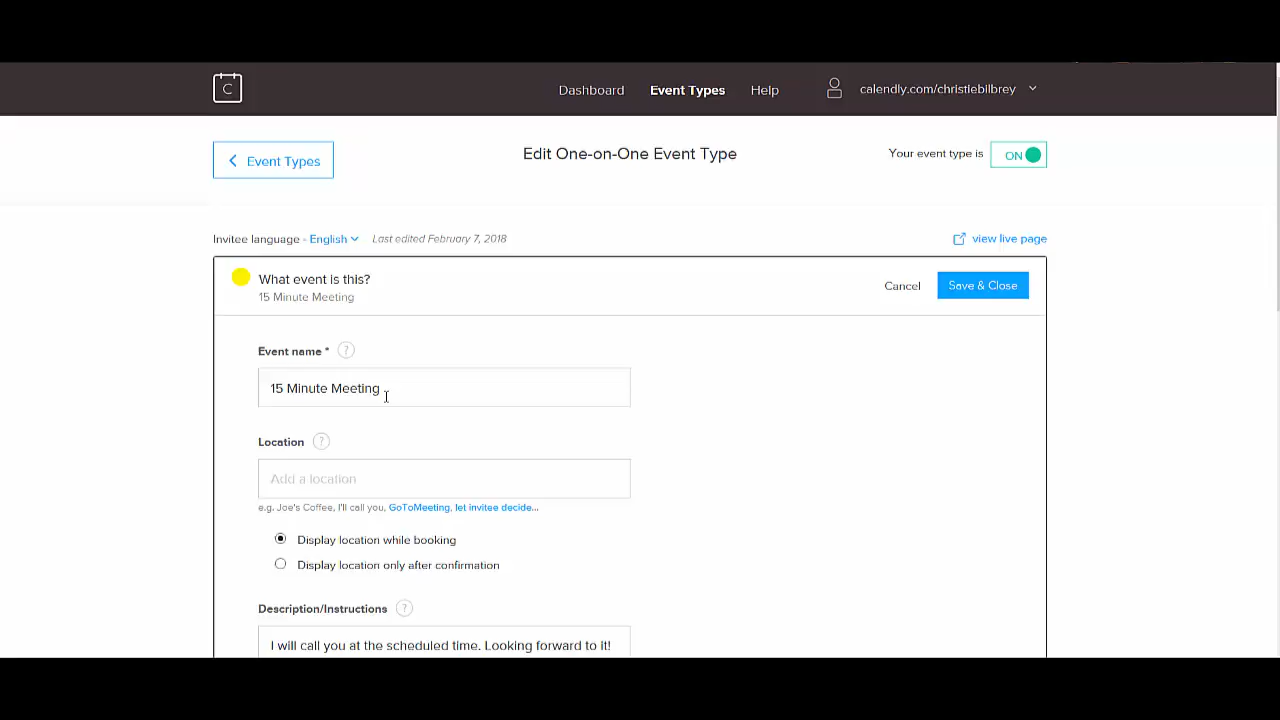 C
Dashboard Event Types Help calendly.com/christiebilbrey
Event Types
Edit One-on-One Event Type
Your event type is ON
Invitee language - English Last edited February 7, 2018 view live page
What event is this?
15 Minute Meeting
Cancel Save & Close
Event name * ?
15 Minute Meeting
Location ?
Add a location
e.g. Joe's Coffee, I'll call you, GoToMeeting, let invitee decide...
Display location while booking
Display location only after confirmation
Description/Instructions ?
I will call you at the scheduled time. Looking forward to it!